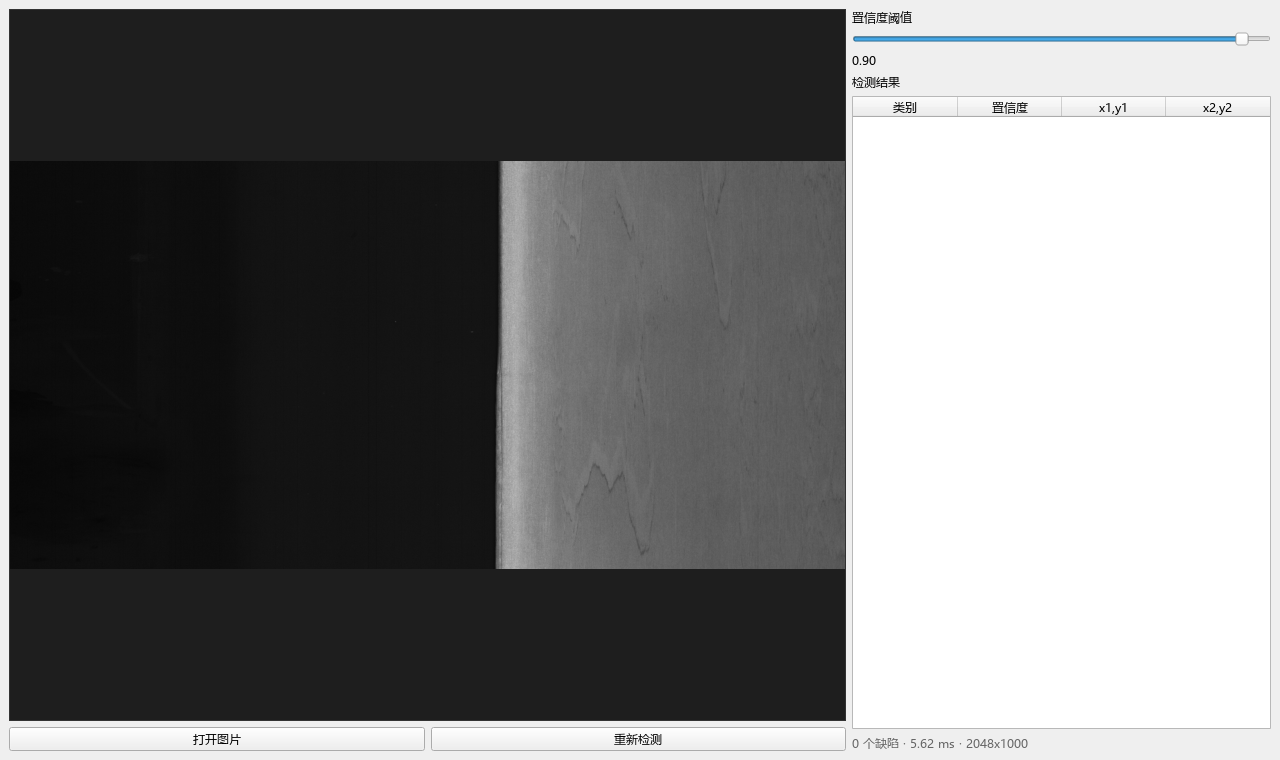 置信度阈值
0.90
检测结果
类别 置信度 x1,y1 x2,y2
打开图片 重新检测
0 个缺陷 · 5.62 ms · 2048x1000